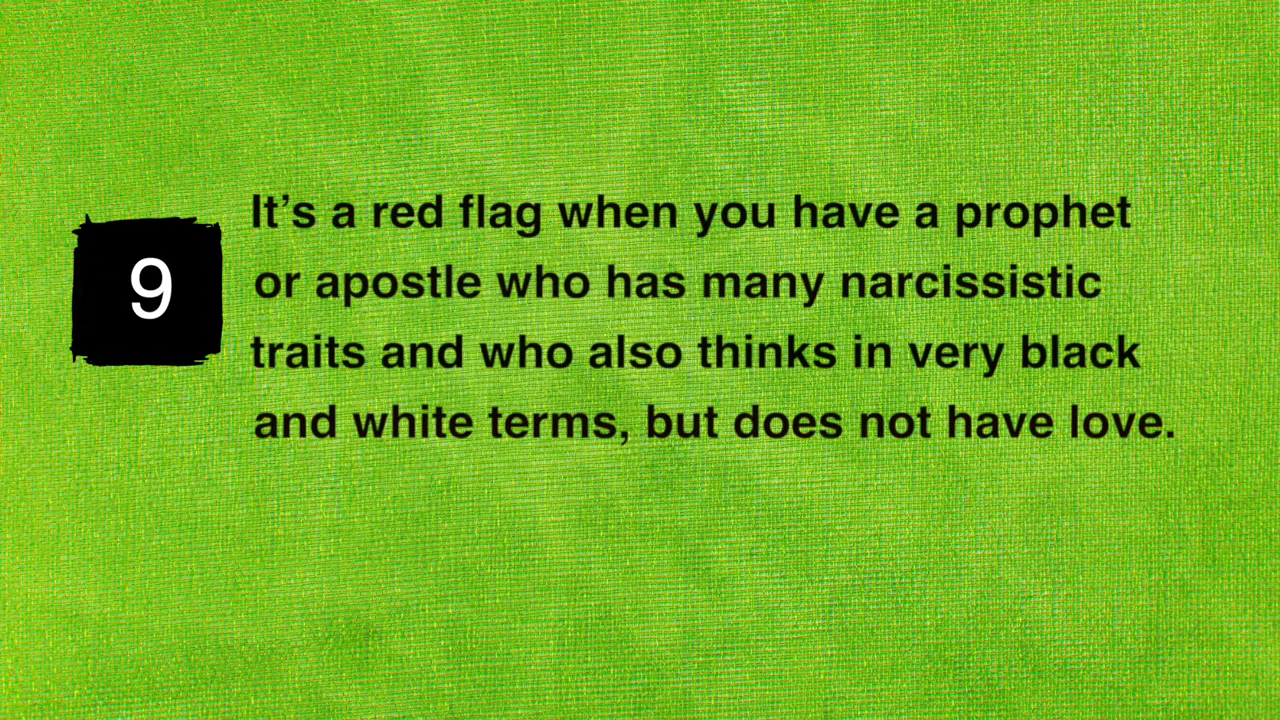 9
It's a red flag when you have a prophet
or apostle who has many narcissistic
traits and who also thinks in very black
and white terms, but does not have love.